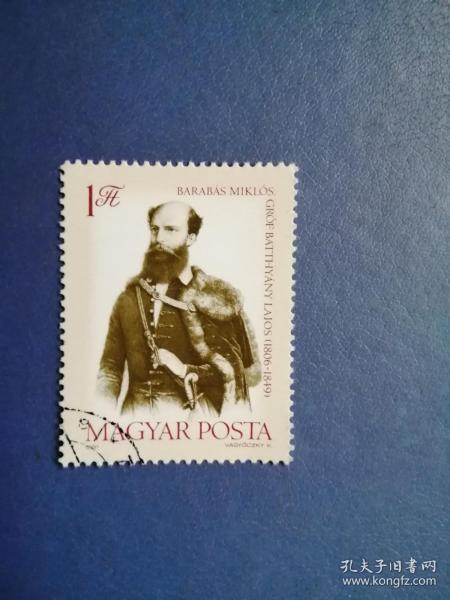 1 Ft
BARABÁS MIKLÓS:
GRÓF BATTHYÁNY LAJOS (1806-1849)
MAGYAR POSTA
VAGYÓCZKY K.
孔夫子旧书网
www.kongfz.com